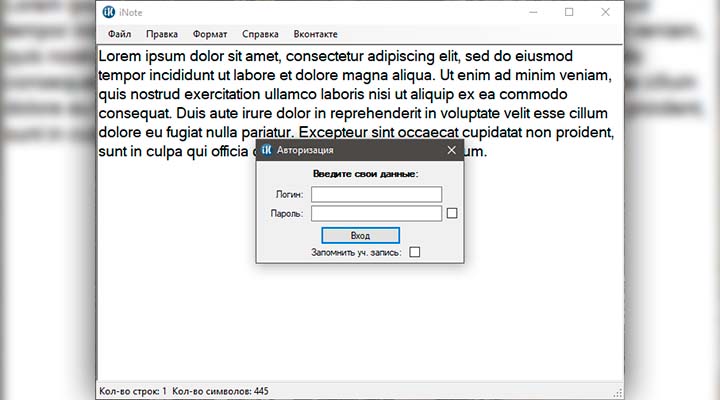 iNote
Файл Правка Формат Справка Вконтакте
Lorem ipsum dolor sit amet, consectetur adipiscing elit, sed do eiusmod
tempor incididunt ut labore et dolore magna aliqua. Ut enim ad minim veniam,
quis nostrud exercitation ullamco laboris nisi ut aliquip ex ea commodo
consequat. Duis aute irure dolor in reprehenderit in voluptate velit esse cillum
dolore eu fugiat nulla pariatur. Excepteur sint occaecat cupidatat non proident,
sunt in culpa qui officia
Авторизация
Введите свои данные:
Логин:
Пароль:
Вход
Запомнить уч. запись:
Кол-во строк: 1 Кол-во символов: 445